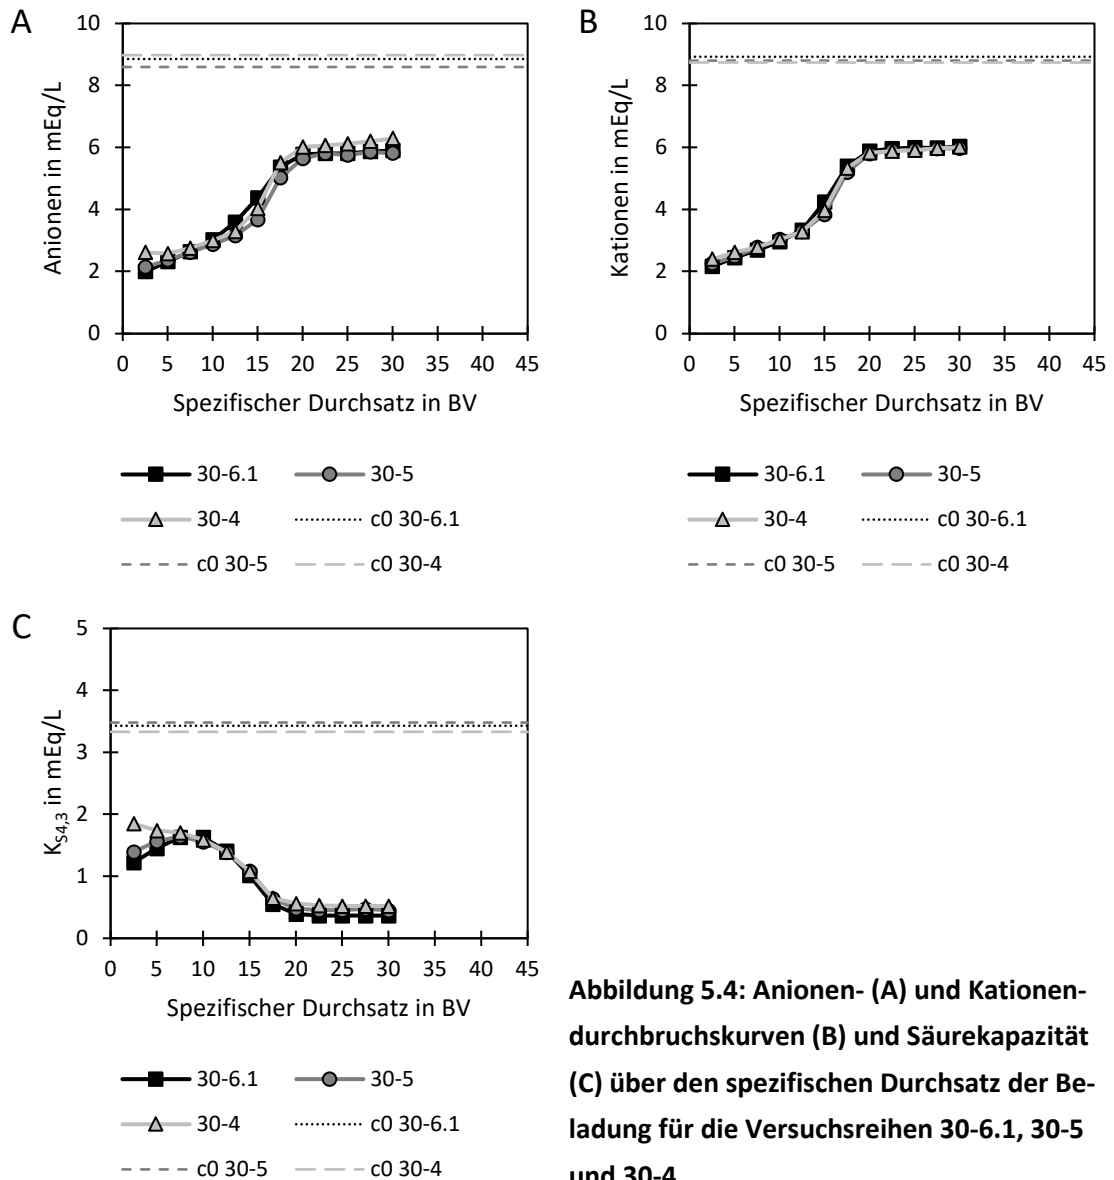 A
10
8
6
4
2
0
Anionen in mEq/L
0 5 10 15 20 25 30 35 40 45
Spezifischer Durchsatz in BV
30-6.1 30-5
30-4 c0 30-6.1
c0 30-5 c0 30-4
B
10
8
6
4
2
0
Kationen in mEq/L
0 5 10 15 20 25 30 35 40 45
Spezifischer Durchsatz in BV
30-6.1 30-5
30-4 c0 30-6.1
c0 30-5 c0 30-4
C
5
4
3
2
1
0
KS4,3 in mEq/L
0 5 10 15 20 25 30 35 40 45
Spezifischer Durchsatz in BV
30-6.1 30-5
30-4 c0 30-6.1
c0 30-5 c0 30-4
Abbildung 5.4: Anionen- (A) und Kationen-
durchbruchskurven (B) und Säurekapazität
(C) über den spezifischen Durchsatz der Be-
ladung für die Versuchsreihen 30-6.1, 30-5
und 30-4